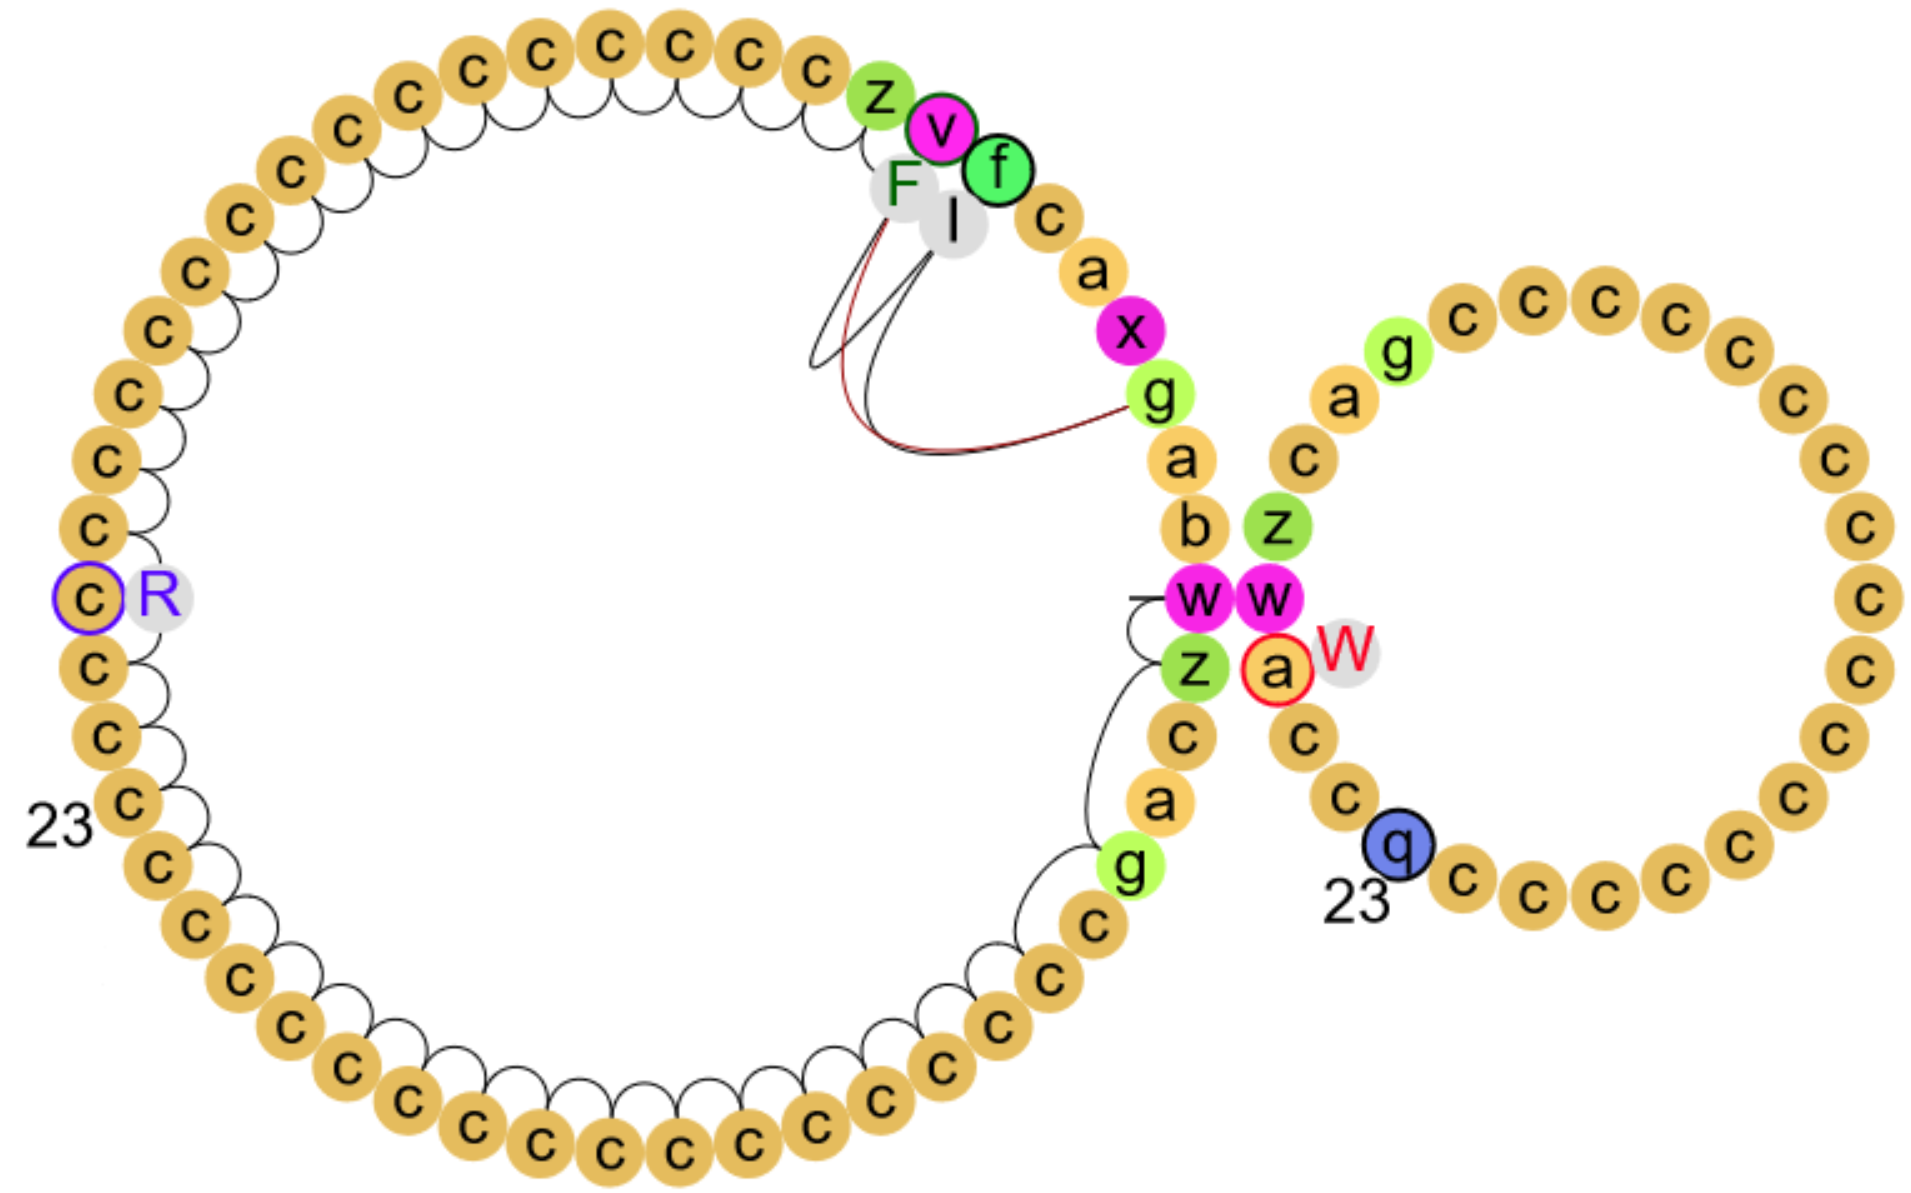 c c c c c c
c z
c v
c F f
c I c
c a
c x c c c c
g c
c g a c
c a c c
c b z c
c R w w c
c z a W c
c c c c
23 c a c c
c g q c
23 c c c c
c c
c c
c c
c c
c c
c c c c c c